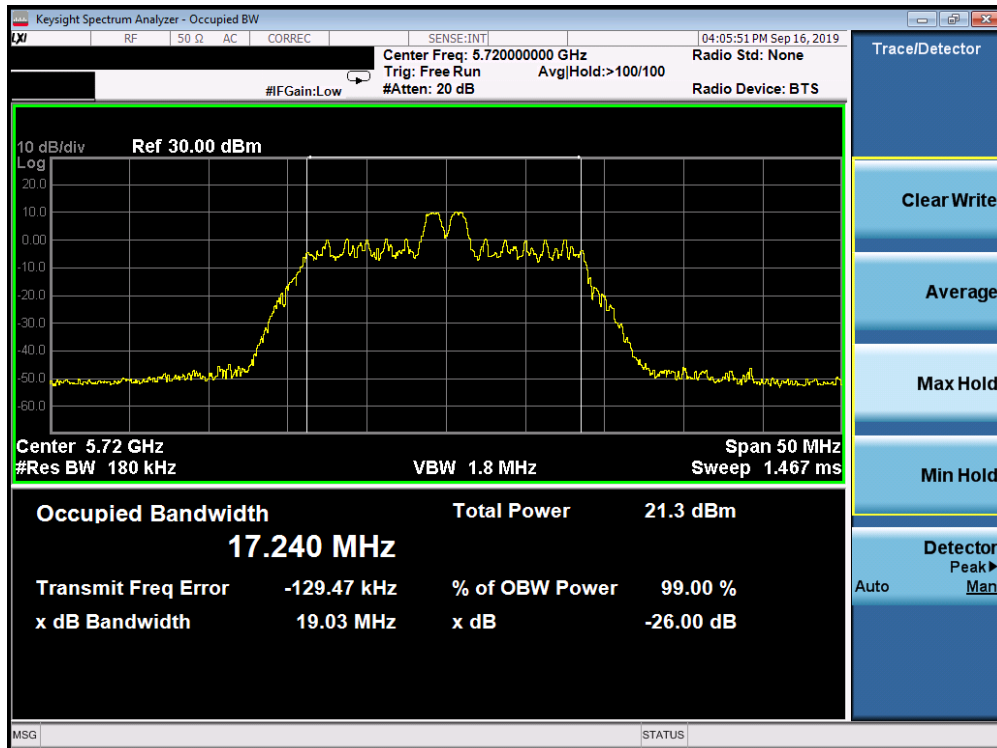 Keysight Spectrum Analyzer - Occupied BW
LXI RF 50 Ω AC CORREC SENSE:INT 04:05:51 PM Sep 16, 2019
Center Freq: 5.720000000 GHz Radio Std: None
Trig: Free Run Avg|Hold:>100/100
#IFGain:Low #Atten: 20 dB Radio Device: BTS
10 dB/div Ref 30.00 dBm
Log
20.0
10.0
0.00
-10.0
-20.0
-30.0
-40.0
-50.0
-60.0
Center 5.72 GHz Span 50 MHz
#Res BW 180 kHz VBW 1.8 MHz Sweep 1.467 ms
Occupied Bandwidth Total Power 21.3 dBm
17.240 MHz
Transmit Freq Error -129.47 kHz % of OBW Power 99.00 %
x dB Bandwidth 19.03 MHz x dB -26.00 dB
MSG STATUS
Trace/Detector
Clear Write
Average
Max Hold
Min Hold
Detector
Peak▶
Auto Man